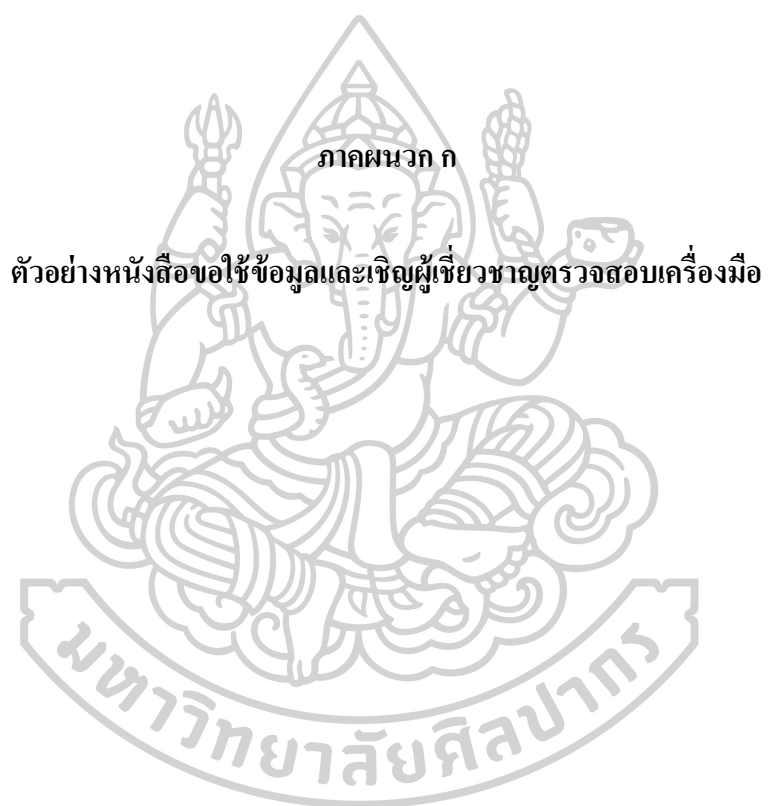 ภาคผนวก ก
ตัวอย่างหนังสือขอใช้ข้อมูลและเชิญผู้เชี่ยวชาญตรวจสอบเครื่องมือ
มหาวิทยาลัยศิลปากร